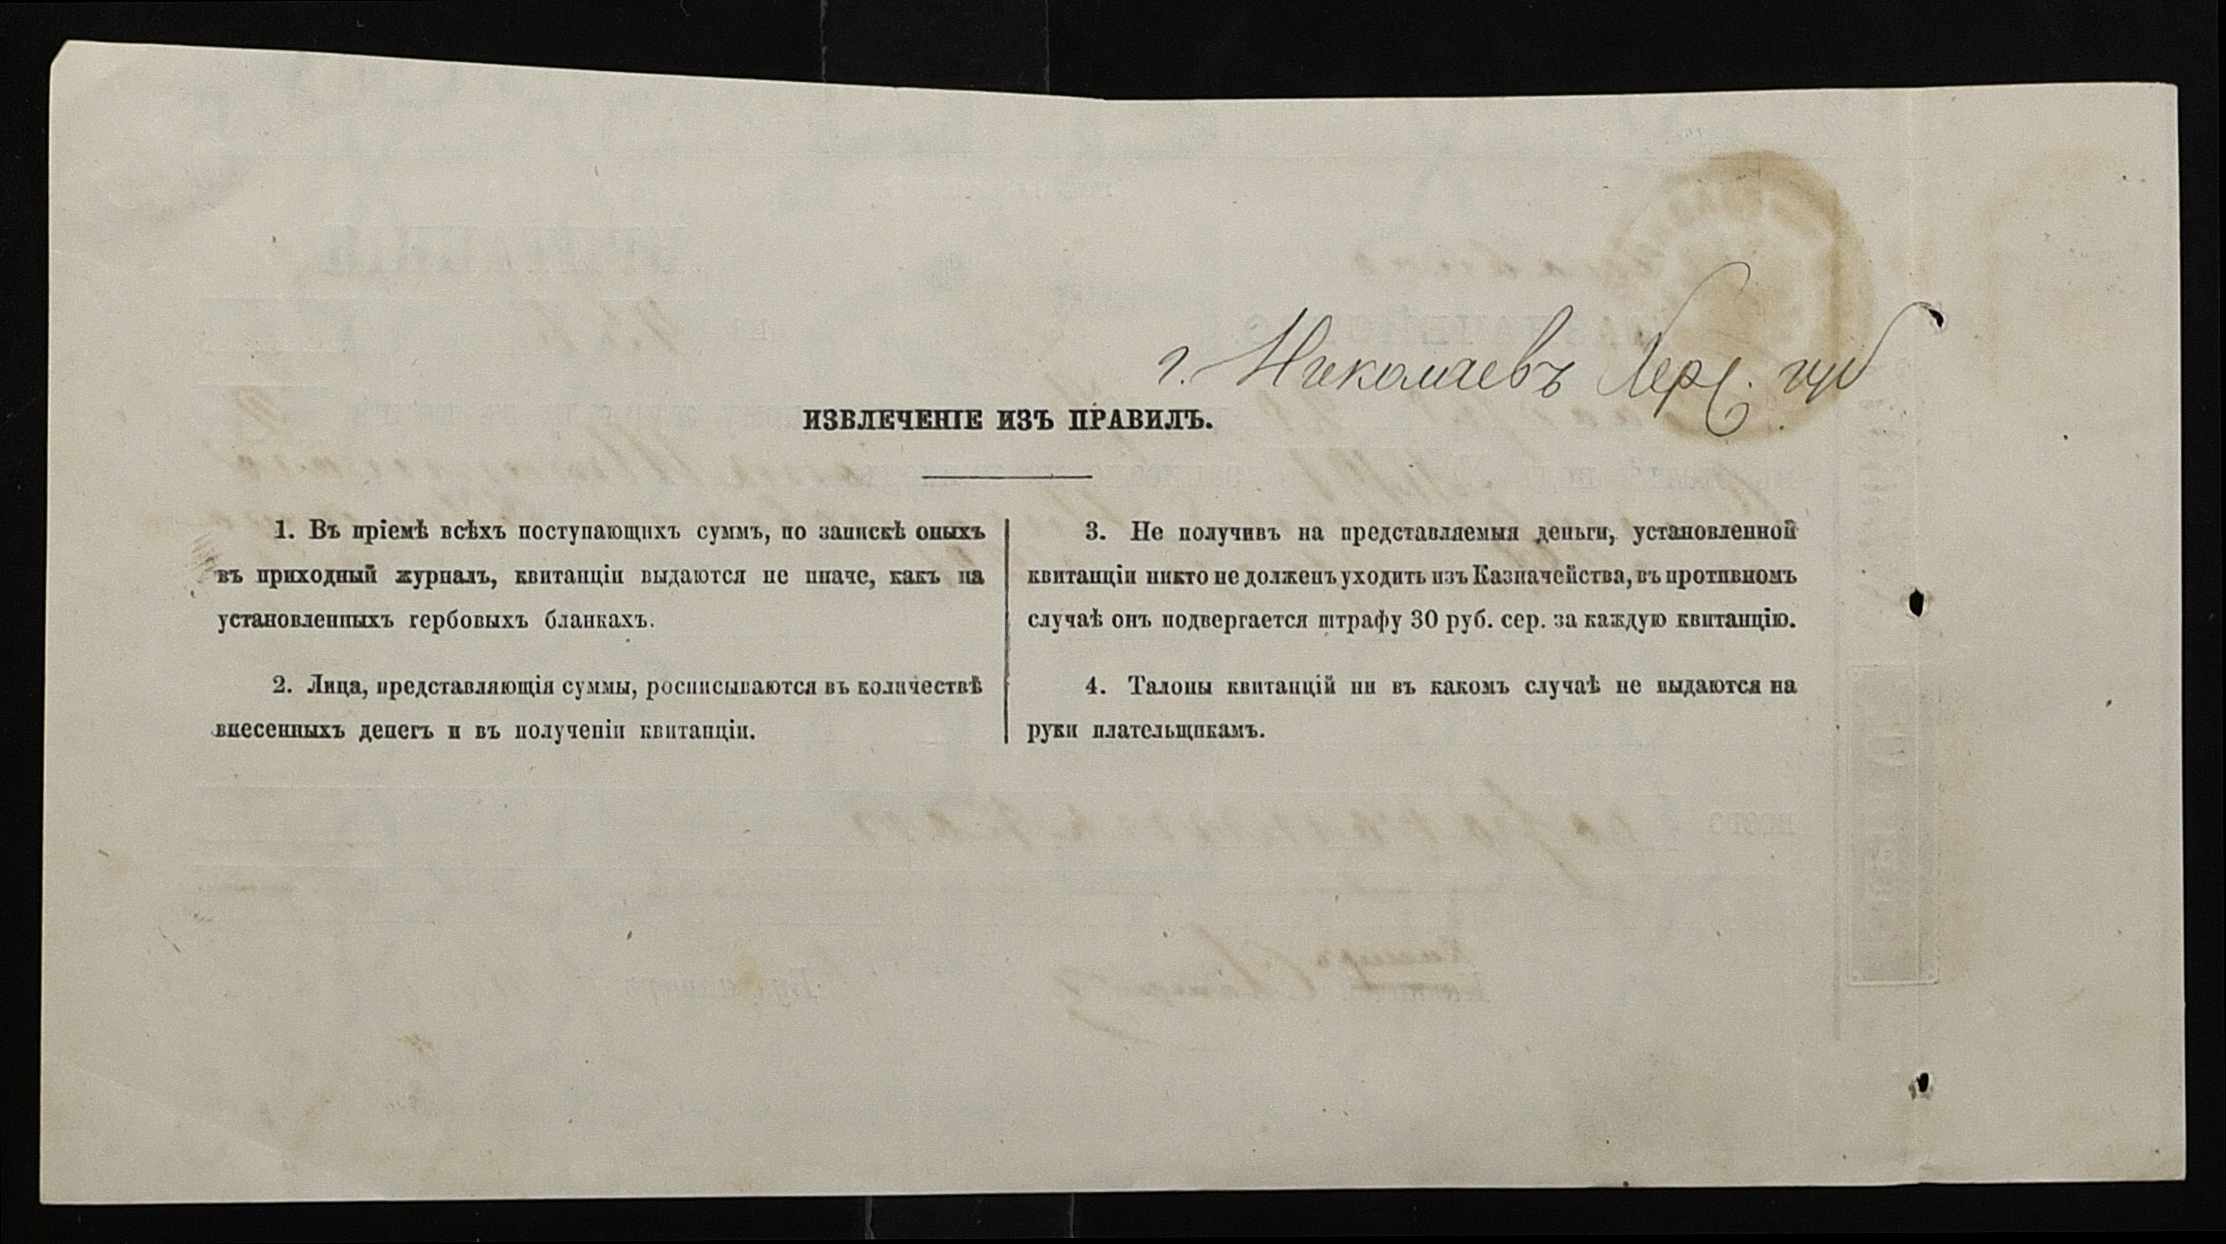 г. Николаевъ Херс. губ
ИЗВЛЕЧЕНІЕ ИЗЪ ПРАВИЛЪ.
1. Въ пріемѣ всѣхъ поступающихъ суммъ, по запискѣ оныхъ
въ приходный журналъ, квитанціи выдаются не иначе, какъ на
установленныхъ гербовыхъ бланкахъ.
2. Лица, представляющія суммы, росписываются въ количествѣ
внесенныхъ денегъ и въ полученіи квитанціи.
3. Не получивъ на представляемыя деньги, установленной
квитанціи никто не долженъ уходить изъ Казначейства, въ противномъ
случаѣ онъ подвергается штрафу 30 руб. сер. за каждую квитанцію.
4. Талоны квитанцій ни въ какомъ случаѣ не выдаются на
руки плательщикамъ.